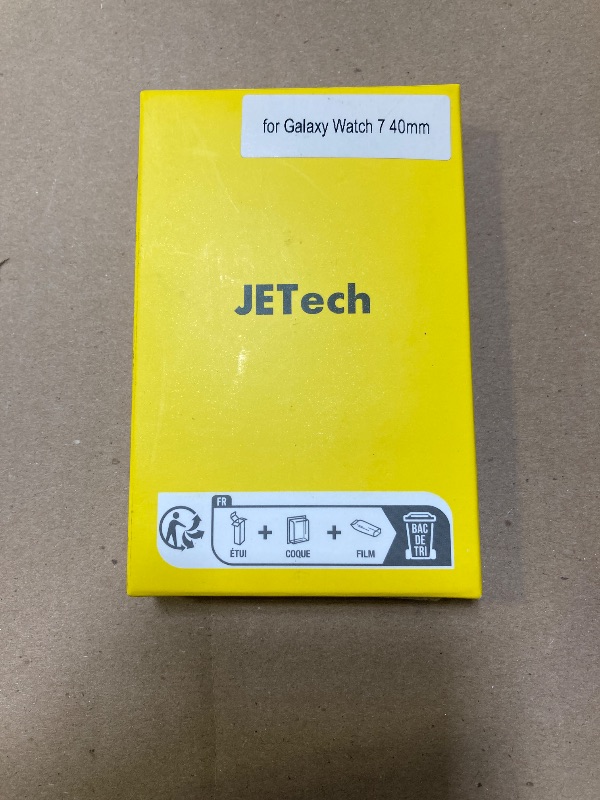 for Galaxy Watch 7 40mm
JETech
FR
ÉTUI + COQUE + FILM
BAC
DE
TRI